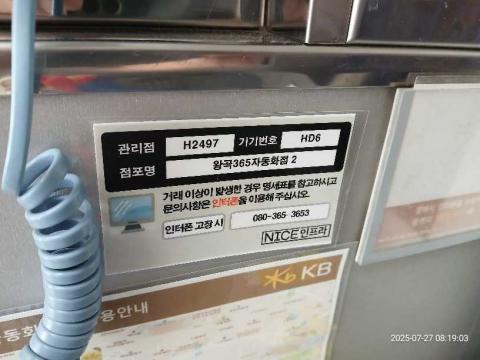 관리점 H2497 기기번호 HD6
점포명 왕곡365자동화점 2
거래 이상이 발생한 경우 명세표를 참고하시고
문의사항은 인터폰을 이용해 주십시오.
인터폰 고장 시 080-365-3653
NICE인프라
KB
용안내
2025-07-27 08:19:03